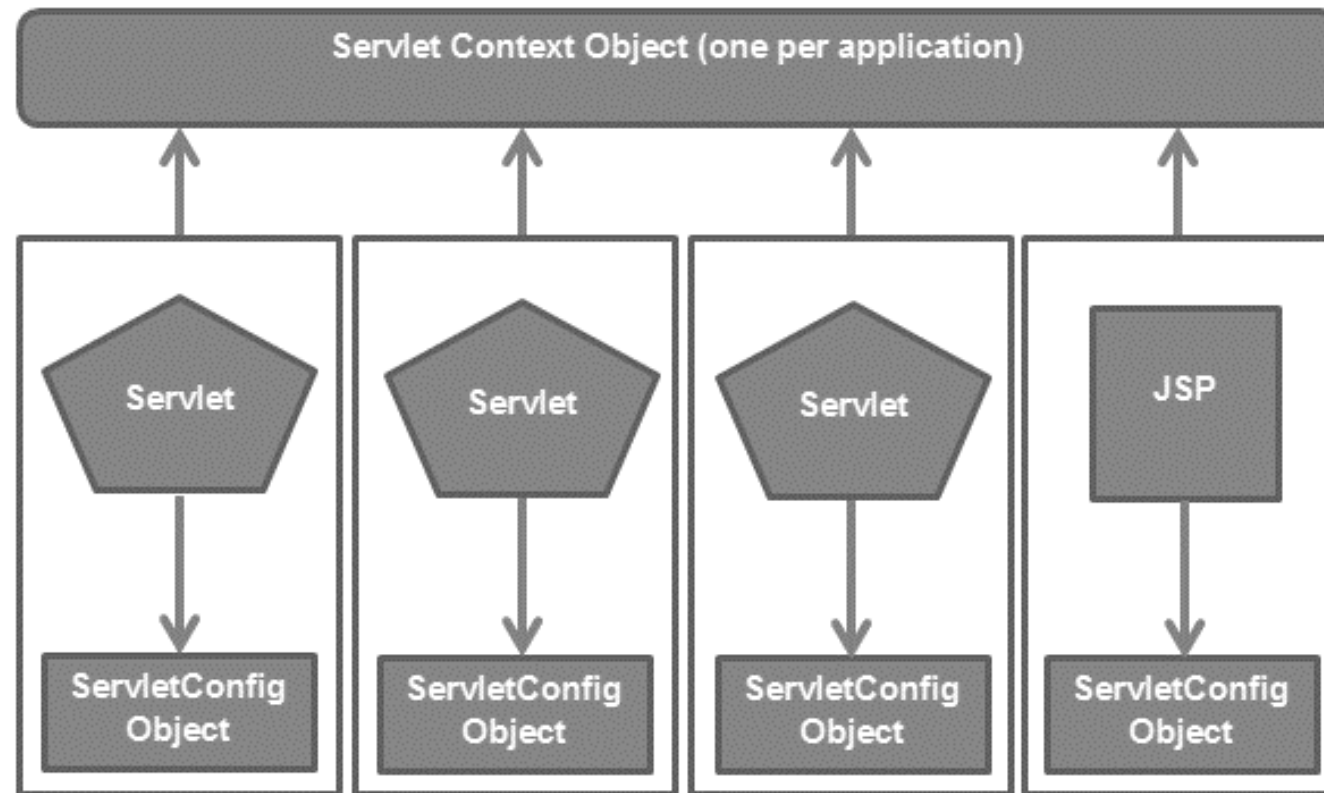 Servlet Context Object (one per application)
Servlet
Servlet
Servlet
JSP
ServletConfig
Object
ServletConfig
Object
ServletConfig
Object
ServletConfig
Object